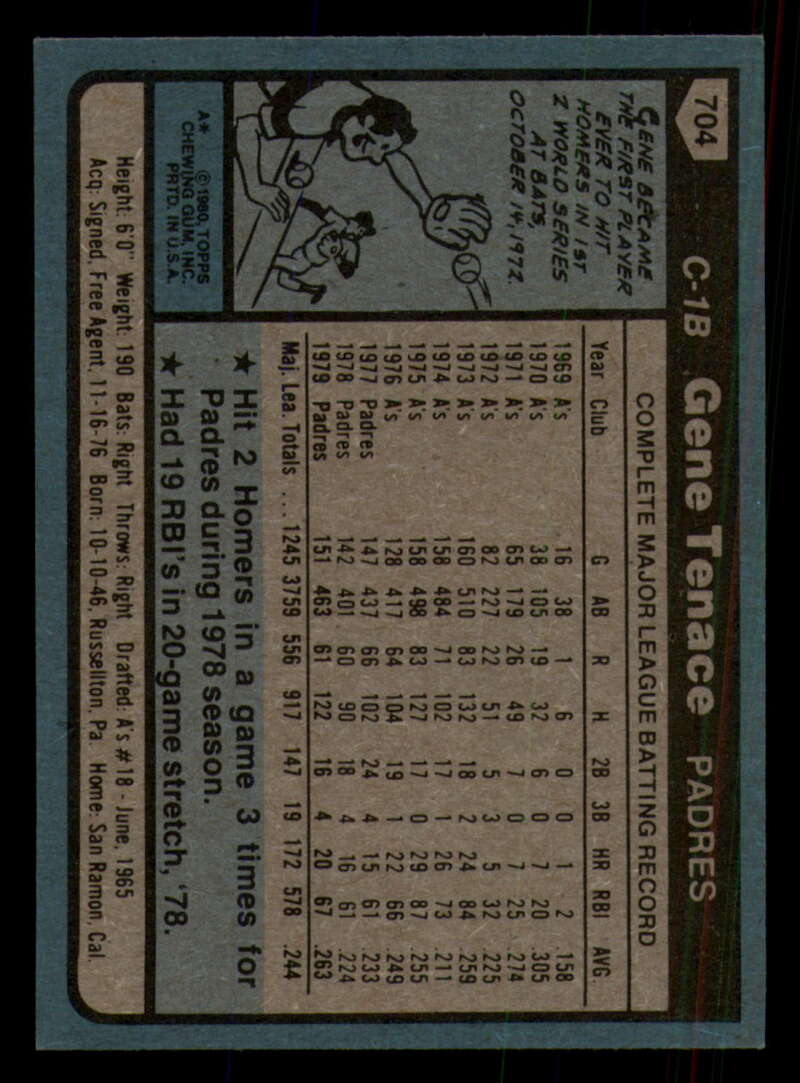 704
C-1B Gene Tenace PADRES
GENE BECAME
THE FIRST PLAYER
EVER TO HIT
HOMERS IN 1ST
2 WORLD SERIES
AT BATS,
OCTOBER 14, 1972.
A* ©1980, TOPPS
CHEWING GUM, INC.
PRTD. IN U.S.A.
COMPLETE MAJOR LEAGUE BATTING RECORD
Year Club G AB R H 2B 3B HR RBI AVG.
1969 A's 16 38 1 6 0 0 1 2 .158
1970 A's 38 105 19 32 6 0 7 20 .305
1971 A's 65 179 26 49 7 0 7 25 .274
1972 A's 82 227 22 51 5 3 5 32 .225
1973 A's 160 510 83 132 18 2 24 84 .259
1974 A's 158 484 71 102 17 1 26 73 .211
1975 A's 158 498 83 127 17 0 29 87 .255
1976 A's 128 417 64 104 19 1 22 66 .249
1977 Padres 147 437 66 102 24 4 15 61 .233
1978 Padres 142 401 60 90 18 4 16 61 .224
1979 Padres 151 463 61 122 16 4 20 67 .263
Maj. Lea. Totals .... 1245 3759 556 917 147 19 172 578 .244
★ Hit 2 Homers in a game 3 times for
Padres during 1978 season.
★ Had 19 RBI's in 20-game stretch, '78.
Height: 6'0" Weight: 190 Bats: Right Throws: Right Drafted: A's #18 - June, 1965
Acq: Signed, Free Agent, 11-16-76 Born: 10-10-46, Russellton, Pa. Home: San Ramon, Cal.